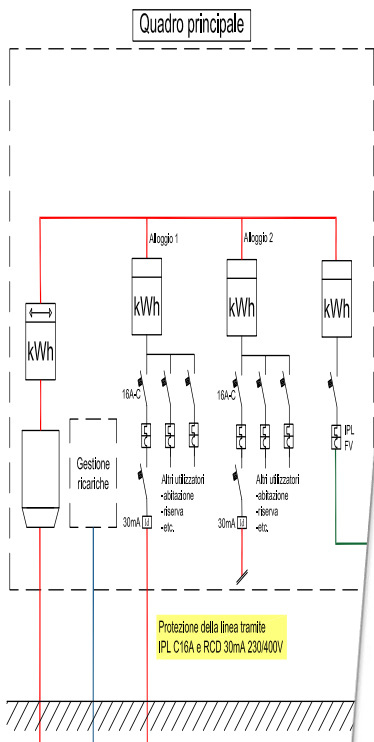 Quadro principale
Alloggio 1
Alloggio 2
kWh
kWh
kWh
kWh
16A-C
16A-C
IPL
FV
Gestione
ricariche
Altri utilizzatori
-abitazione
-riserva
-etc.
Altri utilizzatori
-abitazione
-riserva
-etc.
30mA
Id
30mA
Id
Protezione della linea tramite
IPL C16A e RCD 30mA 230/400V